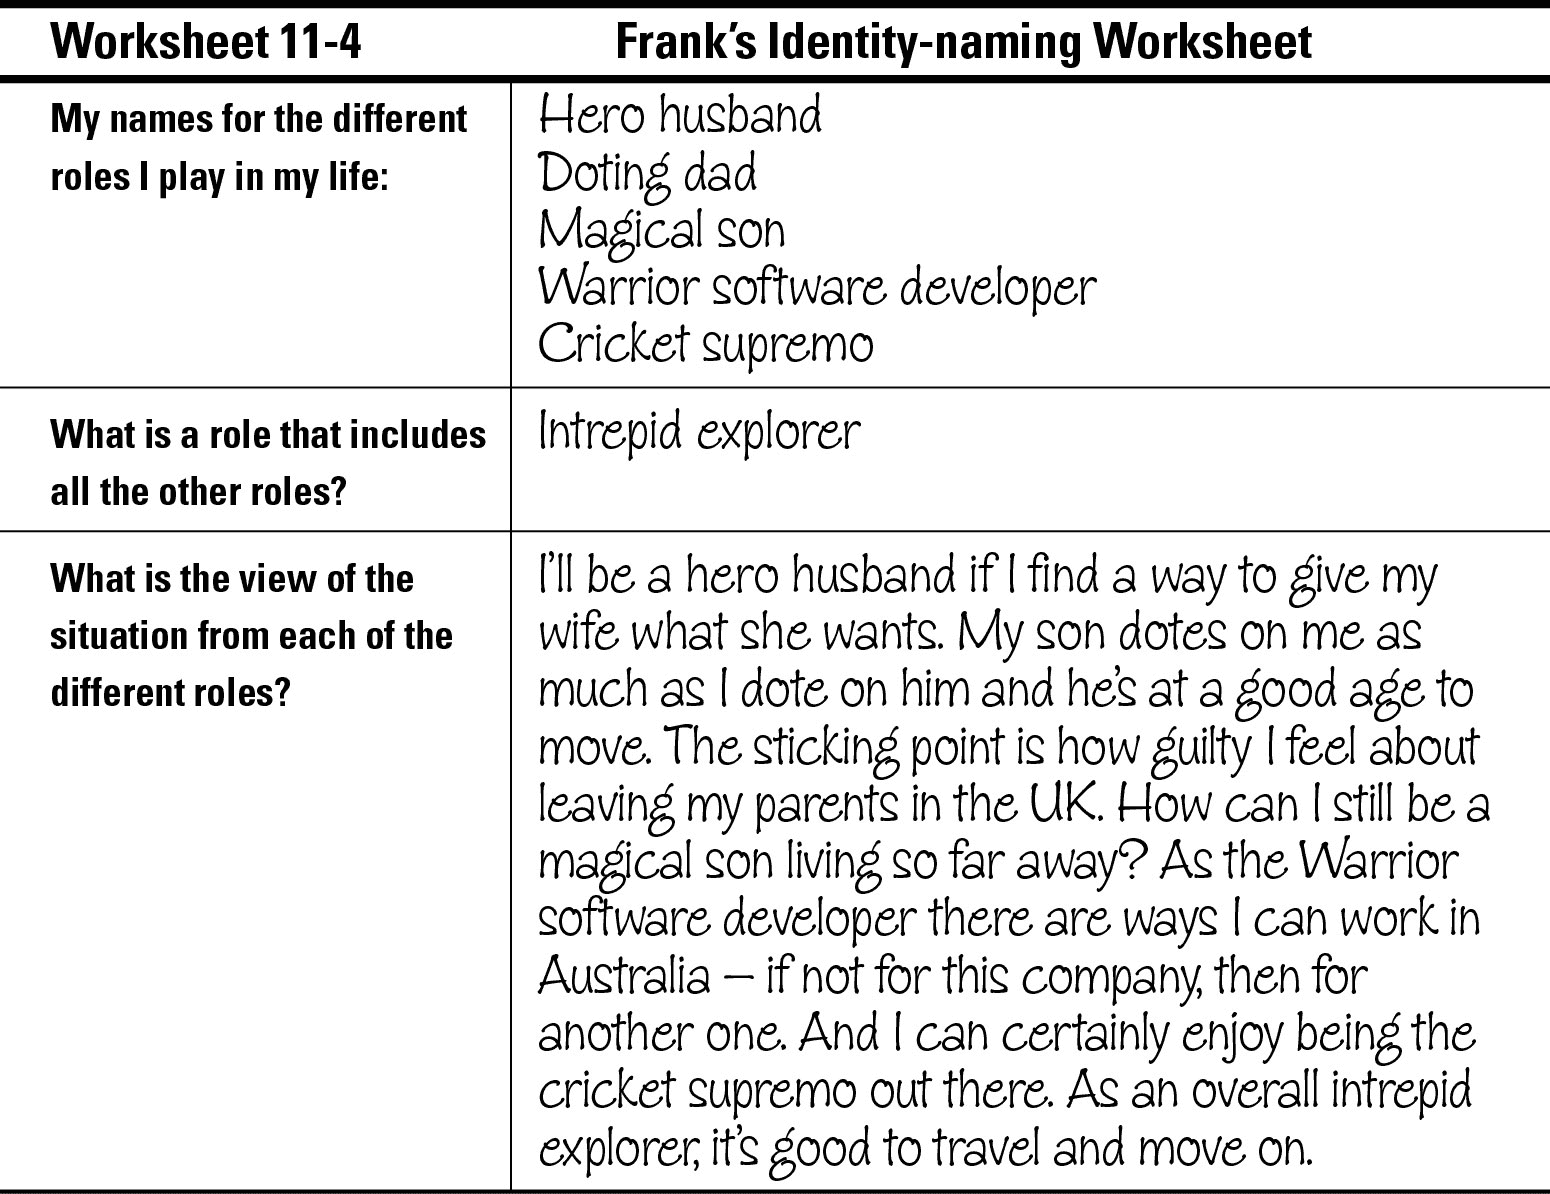 Worksheet 11-4 Frank's Identity-naming Worksheet
My names for the different
roles I play in my life:
Hero husband
Doting dad
Magical son
Warrior software developer
Cricket supremo
What is a role that includes
all the other roles?
Intrepid explorer
What is the view of the
situation from each of the
different roles?
I'll be a hero husband if I find a way to give my
wife what she wants. My son dotes on me as
much as I dote on him and he's at a good age to
move. The sticking point is how guilty I feel about
leaving my parents in the UK. How can I still be a
magical son living so far away? As the Warrior
software developer there are ways I can work in
Australia – if not for this company, then for
another one. And I can certainly enjoy being the
cricket supremo out there. As an overall intrepid
explorer, it's good to travel and move on.